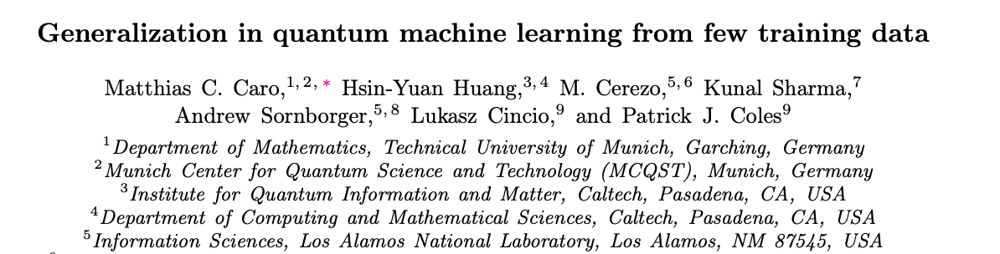 Generalization in quantum machine learning from few training data
Matthias C. Caro,1, 2, * Hsin-Yuan Huang,3, 4 M. Cerezo,5, 6 Kunal Sharma,7
Andrew Sornborger,5, 8 Lukasz Cincio,9 and Patrick J. Coles9
1Department of Mathematics, Technical University of Munich, Garching, Germany
2Munich Center for Quantum Science and Technology (MCQST), Munich, Germany
3Institute for Quantum Information and Matter, Caltech, Pasadena, CA, USA
4Department of Computing and Mathematical Sciences, Caltech, Pasadena, CA, USA
5Information Sciences, Los Alamos National Laboratory, Los Alamos, NM 87545, USA